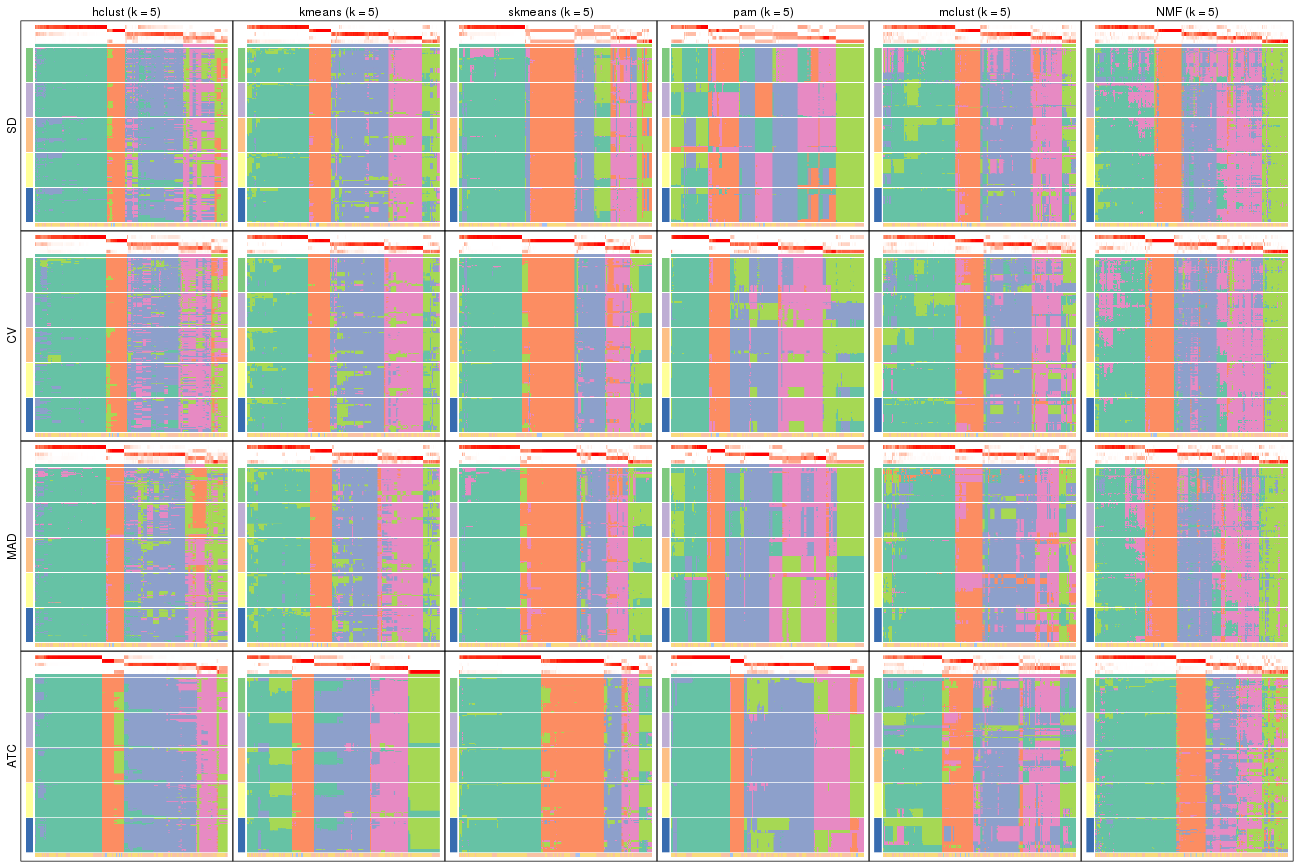 hclust (k = 5)
kmeans (k = 5)
skmeans (k = 5)
pam (k = 5)
mclust (k = 5)
NMF (k = 5)
SD
CV
MAD
ATC